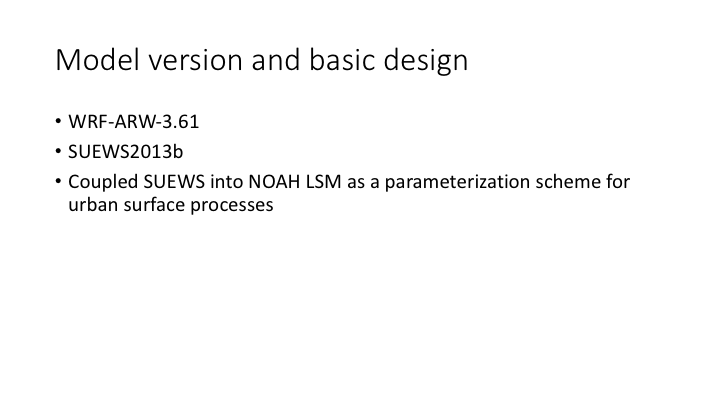 Model version and basic design
• WRF-ARW-3.61
• SUEWS2013b
• Coupled SUEWS into NOAH LSM as a parameterization scheme for
urban surface processes